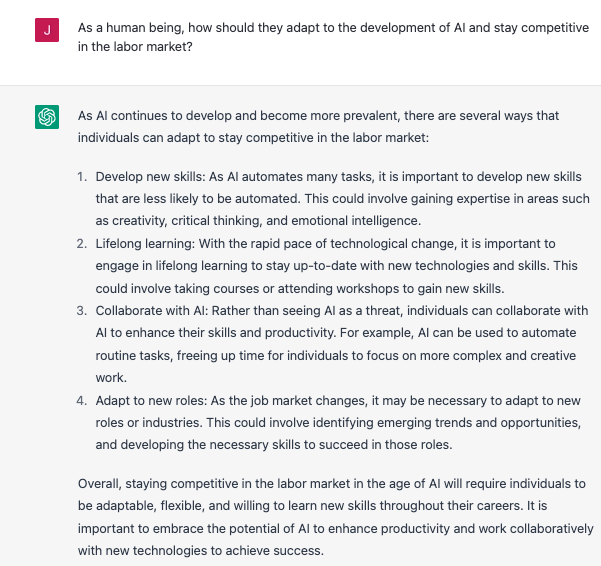 J
As a human being, how should they adapt to the development of AI and stay competitive
in the labor market?
As AI continues to develop and become more prevalent, there are several ways that
individuals can adapt to stay competitive in the labor market:
1. Develop new skills: As AI automates many tasks, it is important to develop new skills
that are less likely to be automated. This could involve gaining expertise in areas such
as creativity, critical thinking, and emotional intelligence.
2. Lifelong learning: With the rapid pace of technological change, it is important to
engage in lifelong learning to stay up-to-date with new technologies and skills. This
could involve taking courses or attending workshops to gain new skills.
3. Collaborate with AI: Rather than seeing AI as a threat, individuals can collaborate with
AI to enhance their skills and productivity. For example, AI can be used to automate
routine tasks, freeing up time for individuals to focus on more complex and creative
work.
4. Adapt to new roles: As the job market changes, it may be necessary to adapt to new
roles or industries. This could involve identifying emerging trends and opportunities,
and developing the necessary skills to succeed in those roles.
Overall, staying competitive in the labor market in the age of AI will require individuals to
be adaptable, flexible, and willing to learn new skills throughout their careers. It is
important to embrace the potential of AI to enhance productivity and work collaboratively
with new technologies to achieve success.